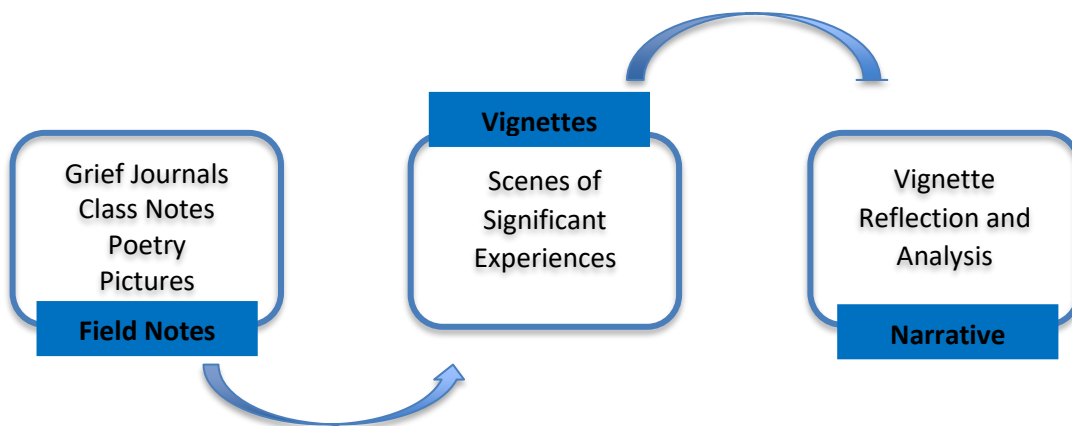 Grief Journals
Class Notes
Poetry
Pictures
Field Notes
Vignettes
Scenes of
Significant
Experiences
Vignette
Reflection and
Analysis
Narrative